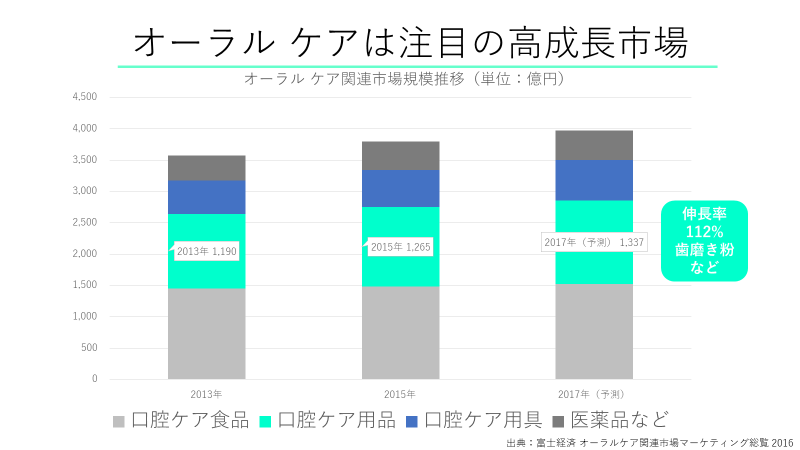 オーラル ケアは注目の高成長市場
オーラル ケア関連市場規模推移（単位：億円）
4,500
4,000
3,500
3,000
2,500
2,000
1,500
1,000
500
0
2013年 1,190
2015年 1,265
2017年（予測） 1,337
伸長率
112%
歯磨き粉
など
2013年
2015年
2017年（予測）
口腔ケア食品
口腔ケア用品
口腔ケア用具
医薬品など
出典：富士経済 オーラルケア関連市場マーケティング総覧 2016